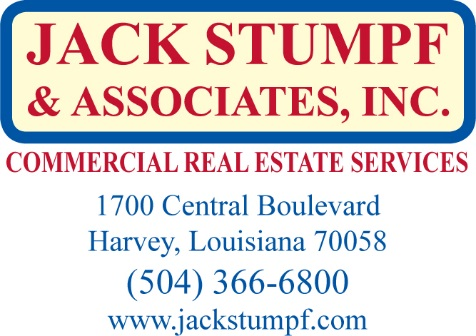 JACK STUMPF
& ASSOCIATES, INC.
COMMERCIAL REAL ESTATE SERVICES
1700 Central Boulevard
Harvey, Louisiana 70058
(504) 366-6800
www.jackstumpf.com